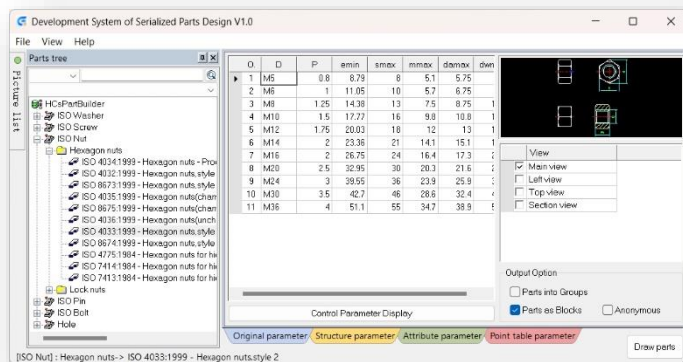 Development System of Serialized Parts Design V1.0
File View Help
Picture list
Parts tree
HCsPartBuilder
ISO Washer
ISO Screw
ISO Nut
Hexagon nuts
ISO 4034:1999 - Hexagon nuts - Pro
ISO 4032:1999 - Hexagon nuts,style
ISO 8673:1999 - Hexagon nuts,style
ISO 4035:1999 - Hexagon nuts(cham
ISO 8675:1999 - Hexagon nuts(cham
ISO 4036:1999 - Hexagon nuts(unch
ISO 4033:1999 - Hexagon nuts,style
ISO 8674:1999 - Hexagon nuts,style
ISO 4775:1984 - Hexagon nuts for hi
ISO 7414:1984 - Hexagon nuts for hi
ISO 7413:1984 - Hexagon nuts for hi
Lock nuts
ISO Pin
ISO Bolt
Hole
O. D P emin smax mmax damax dwn
1 M5 0.8 8.79 8 5.1 5.75
2 M6 1 11.05 10 5.7 6.75
3 M8 1.25 14.38 13 7.5 8.75 1
4 M10 1.5 17.77 16 9.8 10.8 1
5 M12 1.75 20.03 18 12 13 1
6 M14 2 23.36 21 14.1 15.1 1
7 M16 2 26.75 24 16.4 17.3 2
8 M20 2.5 32.95 30 20.3 21.6 2
9 M24 3 39.55 36 23.9 25.9 3
10 M30 3.5 42.7 46 28.6 32.4 4
11 M36 4 51.1 55 34.7 38.9 5
Control Parameter Display
Original parameter Structure parameter Attribute parameter Point table parameter
View
Main view
Left view
Top view
Section view
Output Option
Parts into Groups
Parts as Blocks Anonymous
Draw parts
[ISO Nut] : Hexagon nuts-> ISO 4033:1999 - Hexagon nuts,style 2